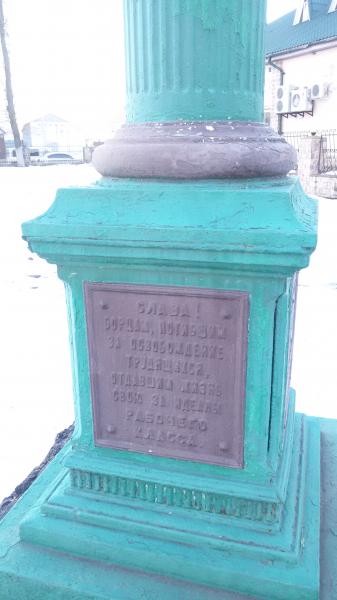 СЛАВА!
БОРЦАМ, ПОГИБШИМ
ЗА ОСВОБОЖДЕНИЕ
ТРУДЯЩИХСЯ,
ОТДАВШИМ ЖИЗНЬ
СВОЮ ЗА ИДЕАЛЫ
РАБОЧЕГО
КЛАССА.